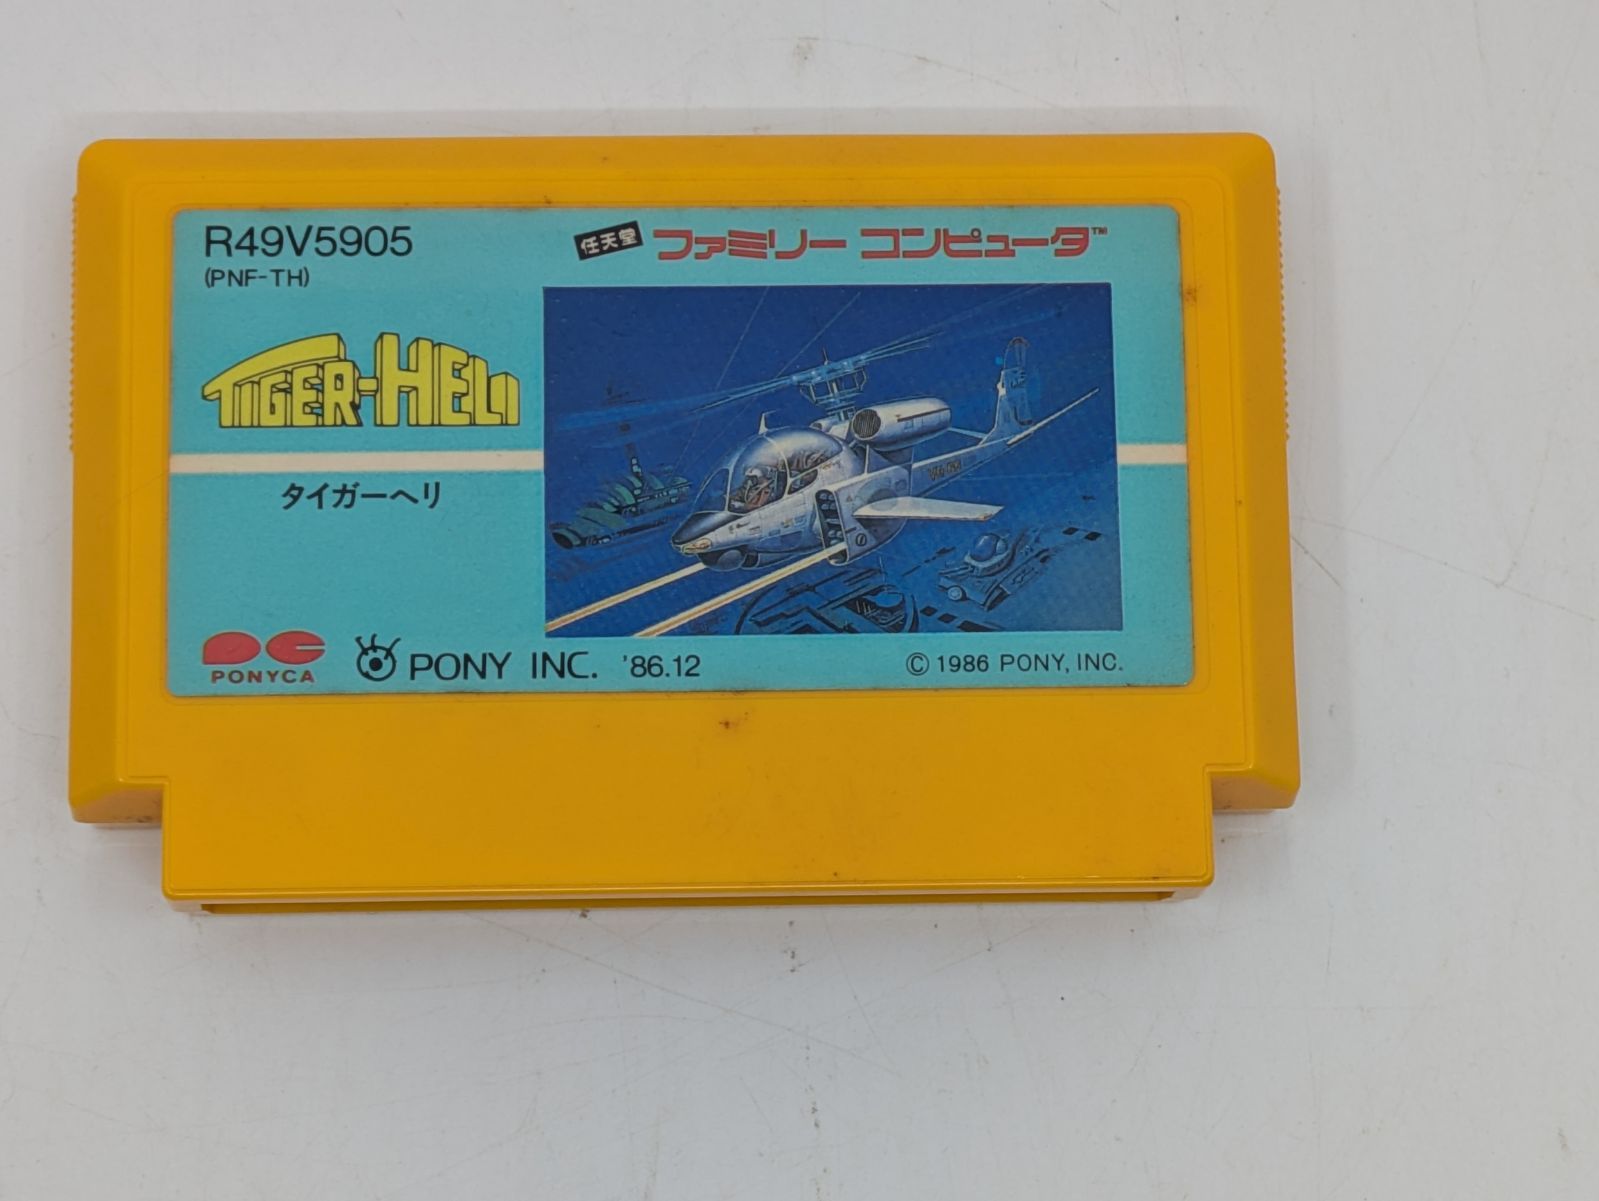 R49V5905
(PNF-TH)
任天堂 ファミリー コンピュータ™
TIGER-HELI
タイガーヘリ
PONYCA
PONY INC. '86.12
© 1986 PONY, INC.